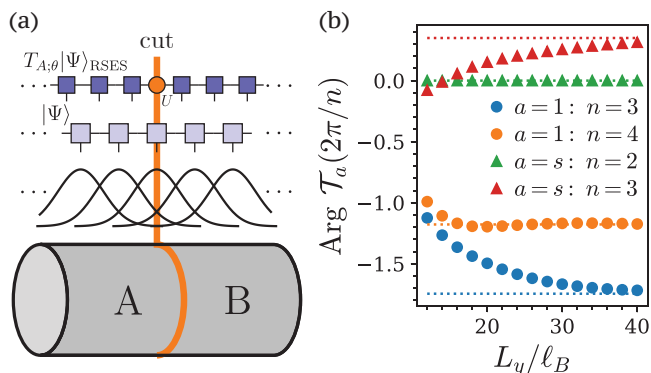 (a)
cut
T_{A;θ}|Ψ⟩_{RSES}
U
|Ψ⟩
A
B
(b)
Arg 𝒯_a(2π/n)
0.0
−0.5
−1.0
−1.5
a = 1: n = 3
a = 1: n = 4
a = s: n = 2
a = s: n = 3
20
30
40
L_y/ℓ_B